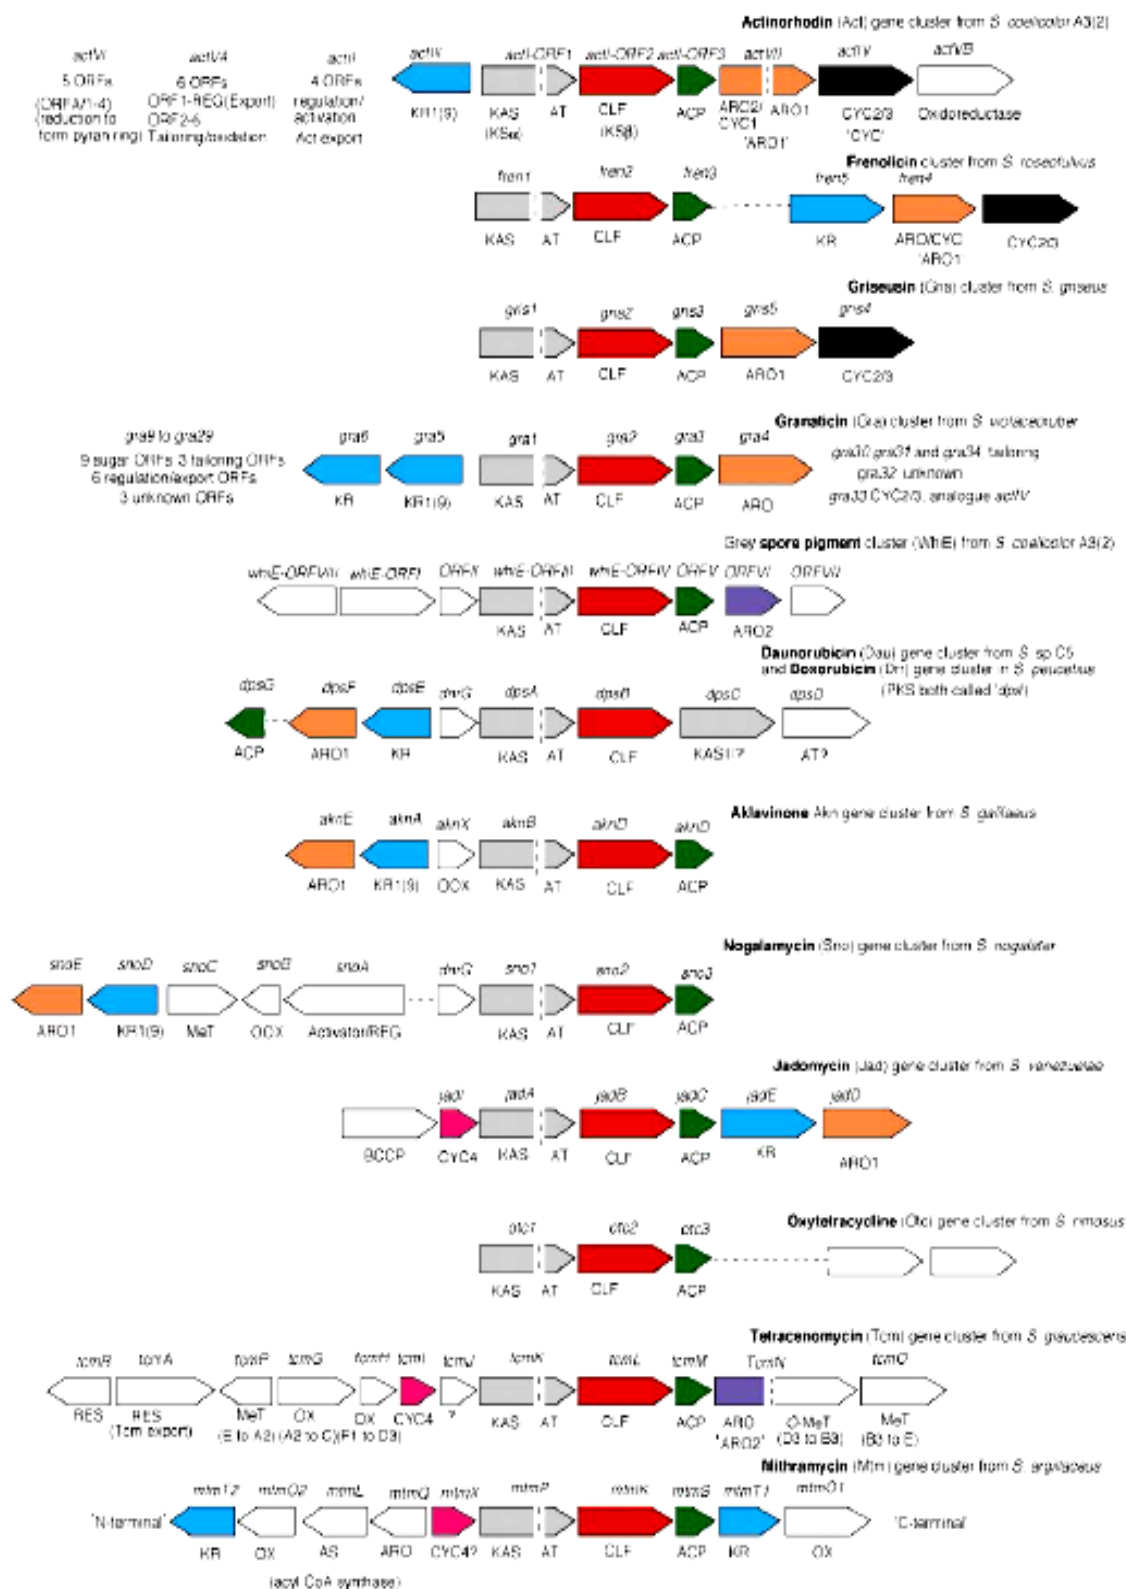 Actinorhodin (Act) gene cluster from S. coelicolor A3(2)
actVI actVA actII actIII actI-ORF1 actI-ORF2 actI-ORF3 actVII actIV actVB
5 ORFs 6 ORFs 4 ORFs
(ORFA/1-4) ORF1-REG(Export) regulation/
(reduction to ORF2-6 activation
form pyran ring) Tailoring/oxidation Act export
KR1(9) KAS AT CLF ACP ARO2/ ARO1 CYC2/3 Oxidoreductase
(KSα) (KSβ) CYC1 'CYC'
'ARO1'
Frenolicin cluster from S. roseofulvus
fren1 fren2 fren3 fren5 fren4
KAS AT CLF ACP KR ARO/CYC CYC2/3
'ARO1'
Griseusin (Gris) cluster from S. griseus
gris1 gris2 gris3 gris5 gris4
KAS AT CLF ACP ARO1 CYC2/3
Granaticin (Gra) cluster from S. violaceoruber
gra9 to gra29 gra6 gra5 gra1 gra2 gra3 gra4
9 sugar ORFs 3 tailoring ORFs
6 regulation/export ORFs
3 unknown ORFs
gra30 gra31 and gra34 tailoring
gra32 unknown
gra33 CYC2/3, analogue actIV
KR KR1(9) KAS AT CLF ACP ARO
Grey spore pigment cluster (WhiE) from S. coelicolor A3(2)
whiE-ORFVIII whiE-ORFI ORFII whiE-ORFIII whiE-ORFIV ORFV ORFVI ORFVII
KAS AT CLF ACP ARO2
Daunorubicin (Dau) gene cluster from S. sp C5
and Doxorubicin (Dn) gene cluster in S. peucetius
(PKS both called 'dps)
dpsG dpsF dpsE dnrG dpsA dpsB dpsC dpsD
ACP ARO1 KR KAS AT CLF KASIII? AT?
Aklavinone Akn gene cluster from S. galilaeus
aknE aknA aknX aknB aknD aknD
ARO1 KR1(9) OOX KAS AT CLF ACP
Nogalamycin (Sno) gene cluster from S. nogalater
snoE snoD snoC snoB snoA dnrG sno1 sno2 sno3
ARO1 KR1(9) MeT OOX Activator/REG KAS AT CLF ACP
Jadomycin (Jad) gene cluster from S. venezuelae
jadI jadA jadB jadC jadE jadD
BCCP CYC4 KAS AT CLF ACP KR ARO1
Oxytetracycline (Otc) gene cluster from S. rimosus
otc1 otc2 otc3
KAS AT CLF ACP
Tetracenomycin (Tcm) gene cluster from S. glaucescens
tcmR tcmA tcmP tcmG tcmH tcmI tcmJ tcmK tcmL tcmM TcmN tcmO
RES RES MeT OX OX CYC4 ? KAS AT CLF ACP ARO O-MeT MeT
(Tcm export) (E to A2) (A2 to C) (F1 to D3) 'ARO2' (D3 to B3) (B3 to E)
Mithramycin (Mtm) gene cluster from S. argillaceus
mtmT2 mtmO2 mtmL mtmQ mtmX mtmP mtmK mtmS mtmT1 mtmO1
'N-terminal' 'C-terminal'
KR OX AS ARO CYC4? KAS AT CLF ACP KR OX
(acyl CoA synthase)